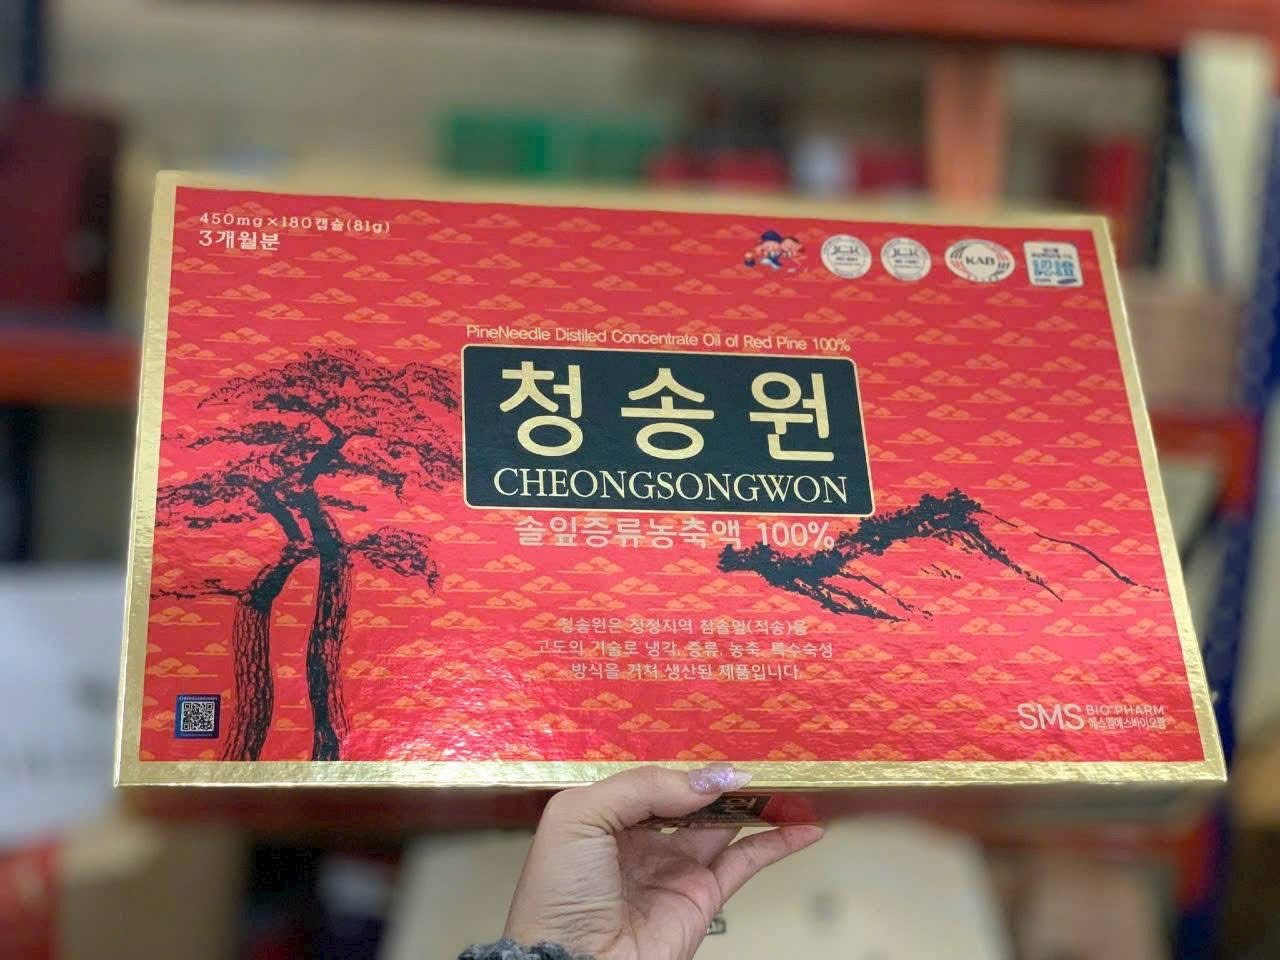 450mg×180캡슐(81g)
3개월분
KAB
PineNeedle Distiled Concentrate Oil of Red Pine 100%
청송원
CHEONGSONGWON
솔잎증류농축액 100%
청송원은 청정지역 참솔잎(적송)을
고도의 기술로 냉각, 증류, 농축, 특수숙성
방식을 거쳐 생산된 제품입니다.
CHEONGSONGWON
SMS BIO PHARM
에스엠에스바이오팜
원